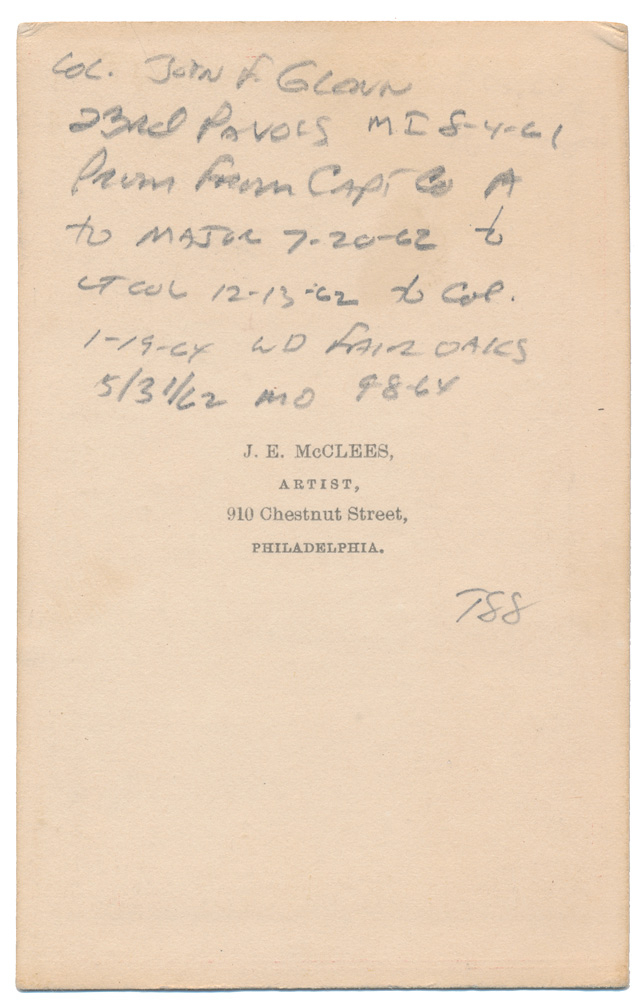 Col. John F. Glenn
23rd PaVols MI 8-4-61
Prom From Capt Co A
to MAJOR 7-20-62 to
LT COL 12-13-62 to Col.
1-19-64 WD FAIR OAKS
5/31/62 MO 9-8-64
J. E. McCLEES,
ARTIST,
910 Chestnut Street,
PHILADELPHIA.